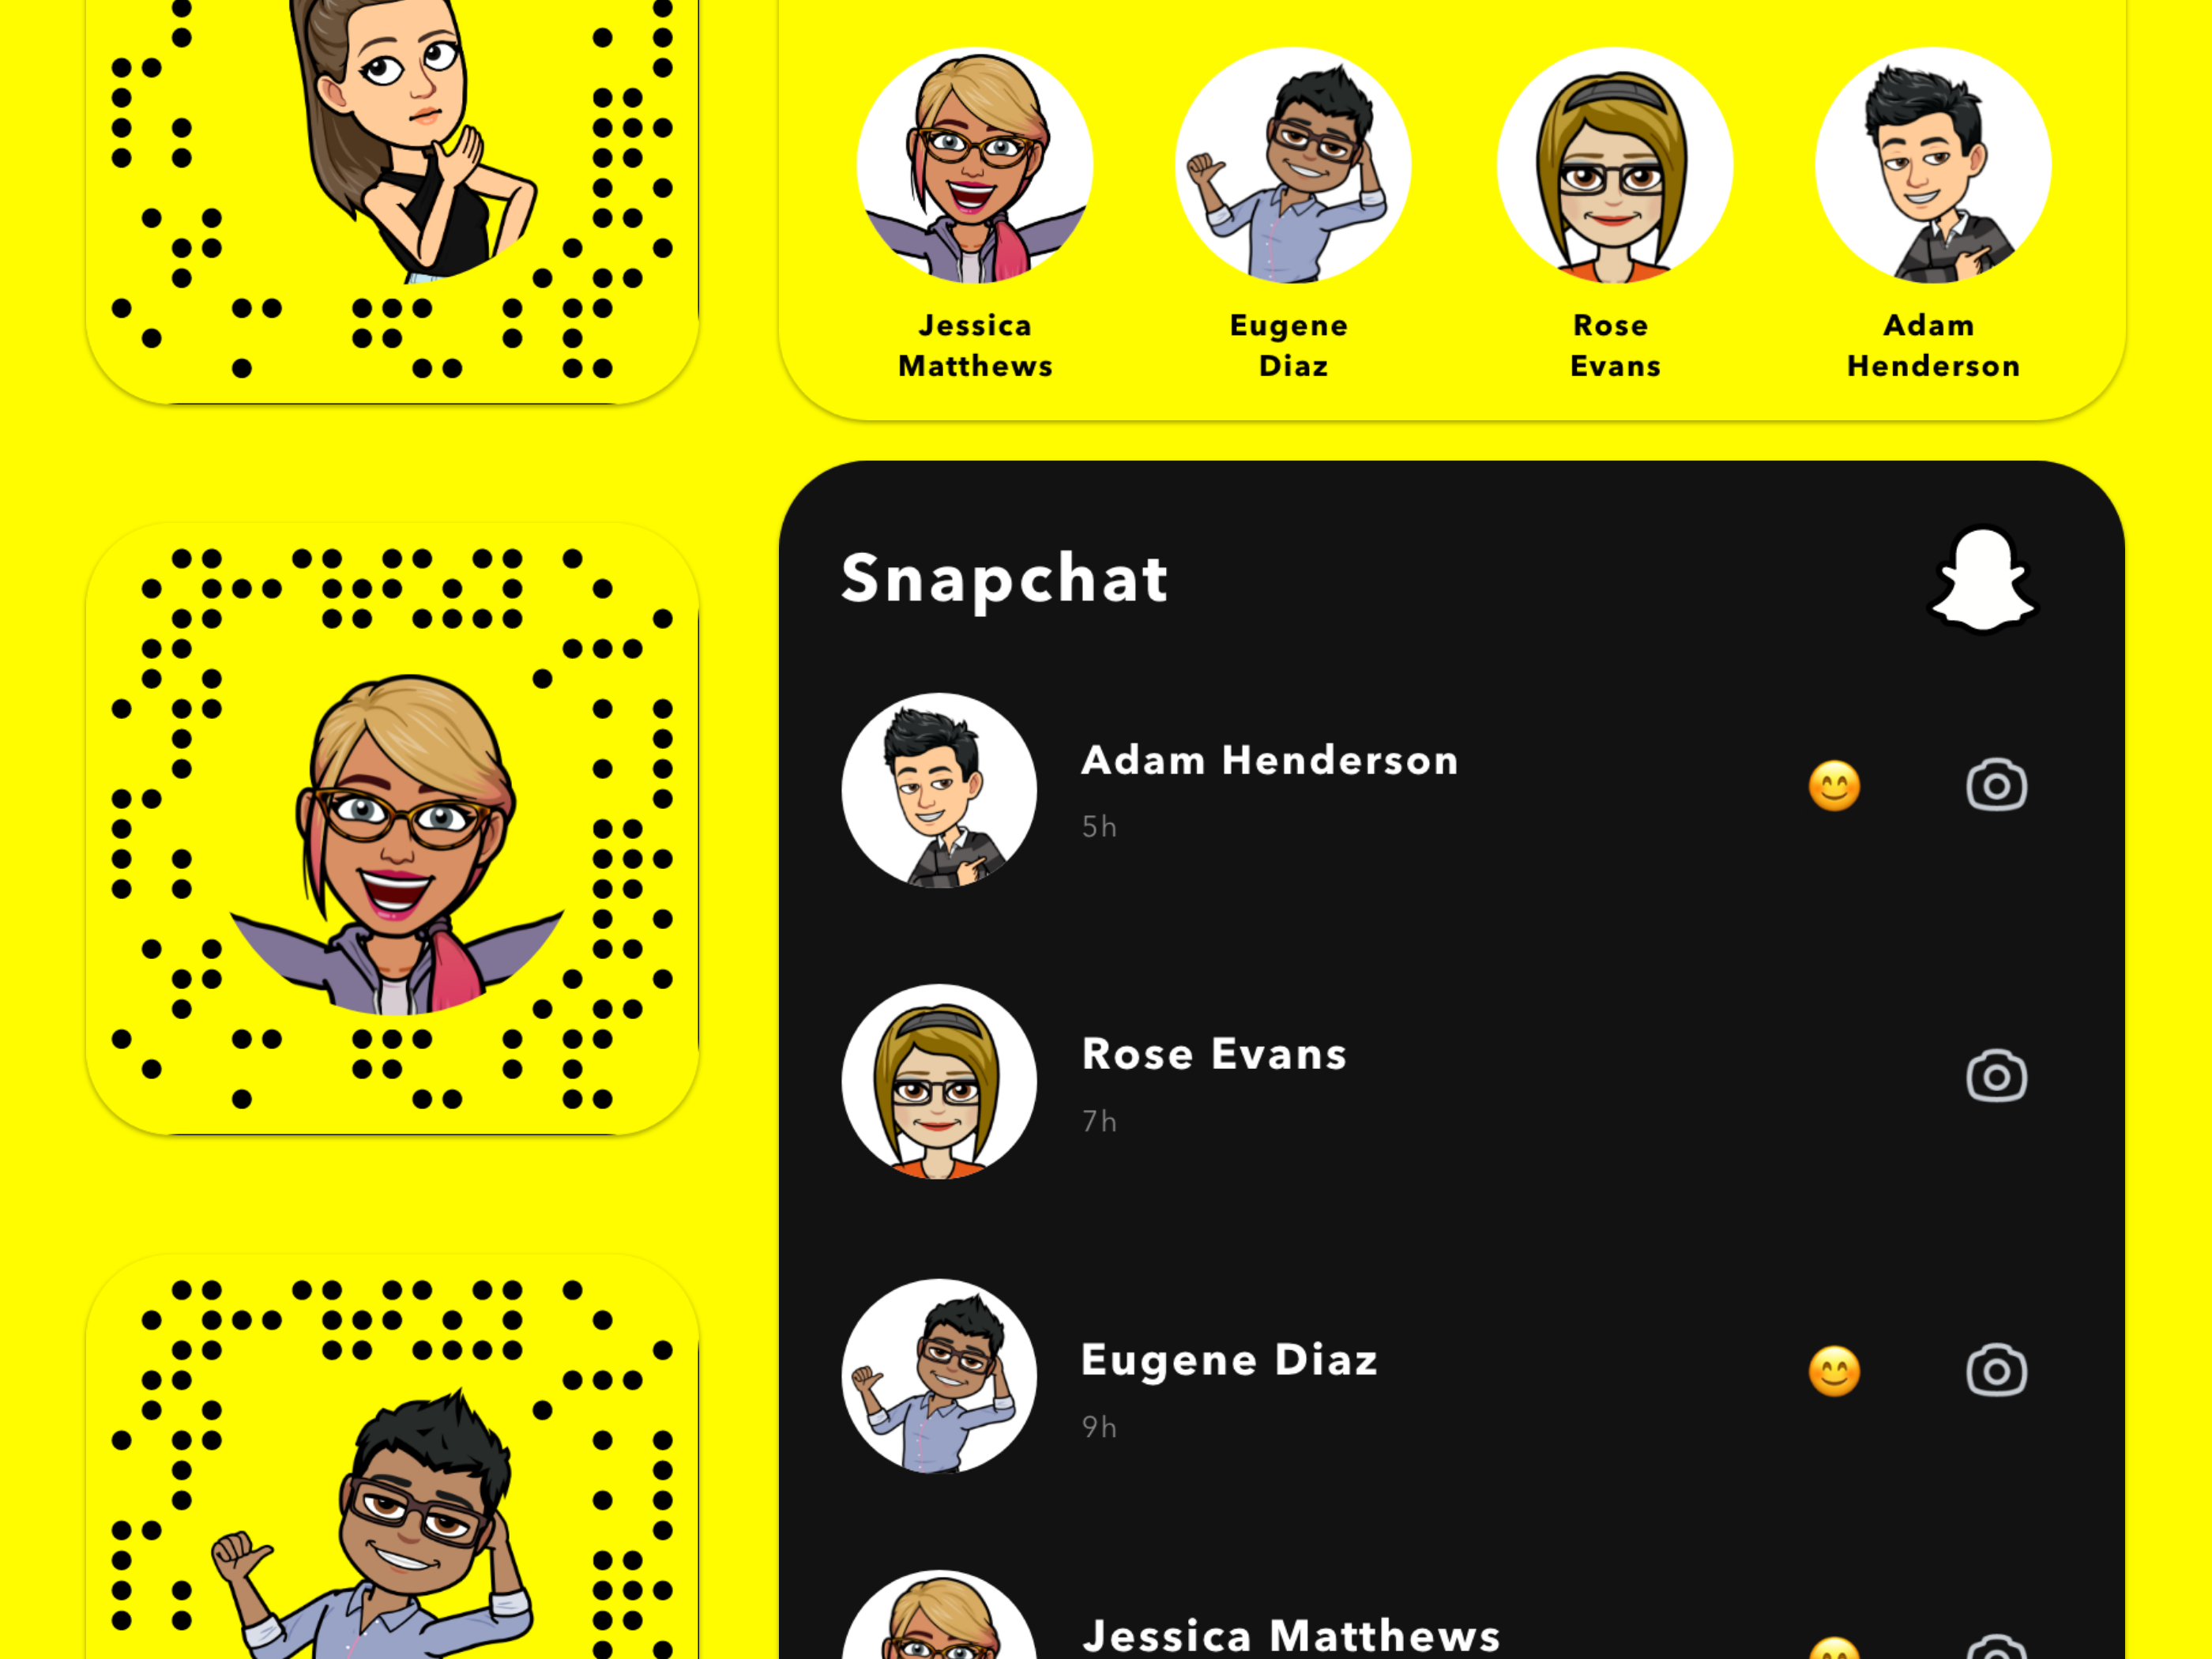 Jessica
Matthews
Eugene
Diaz
Rose
Evans
Adam
Henderson
Snapchat
Adam Henderson
5h
Rose Evans
7h
Eugene Diaz
9h
Jessica Matthews